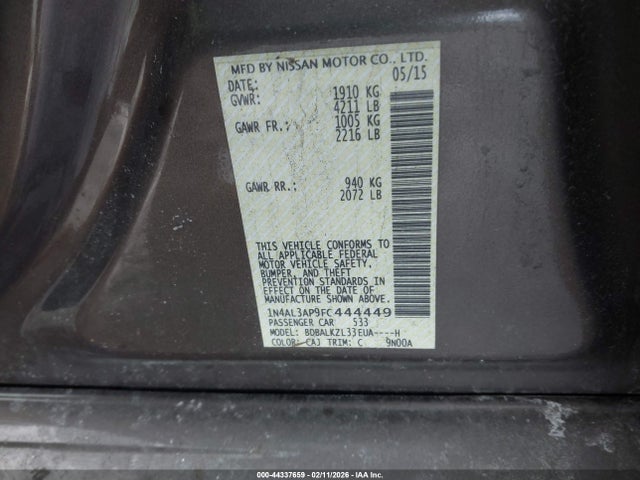 MFD BY NISSAN MOTOR CO., LTD.
DATE: 05/15
GVWR: 1910 KG
4211 LB
GAWR FR.: 1005 KG
2216 LB
GAWR RR.: 940 KG
2072 LB
THIS VEHICLE CONFORMS TO
ALL APPLICABLE FEDERAL
MOTOR VEHICLE SAFETY,
BUMPER, AND THEFT
PREVENTION STANDARDS IN
EFFECT ON THE DATE OF
MANUFACTURE SHOWN ABOVE.
1N4AL3AP9FC444449
PASSENGER CAR 533
MODEL: BDBALKZL33EUA----H
COLOR: CAJ TRIM: C 9N00A
000-44337659 - 02/11/2026 - IAA Inc.